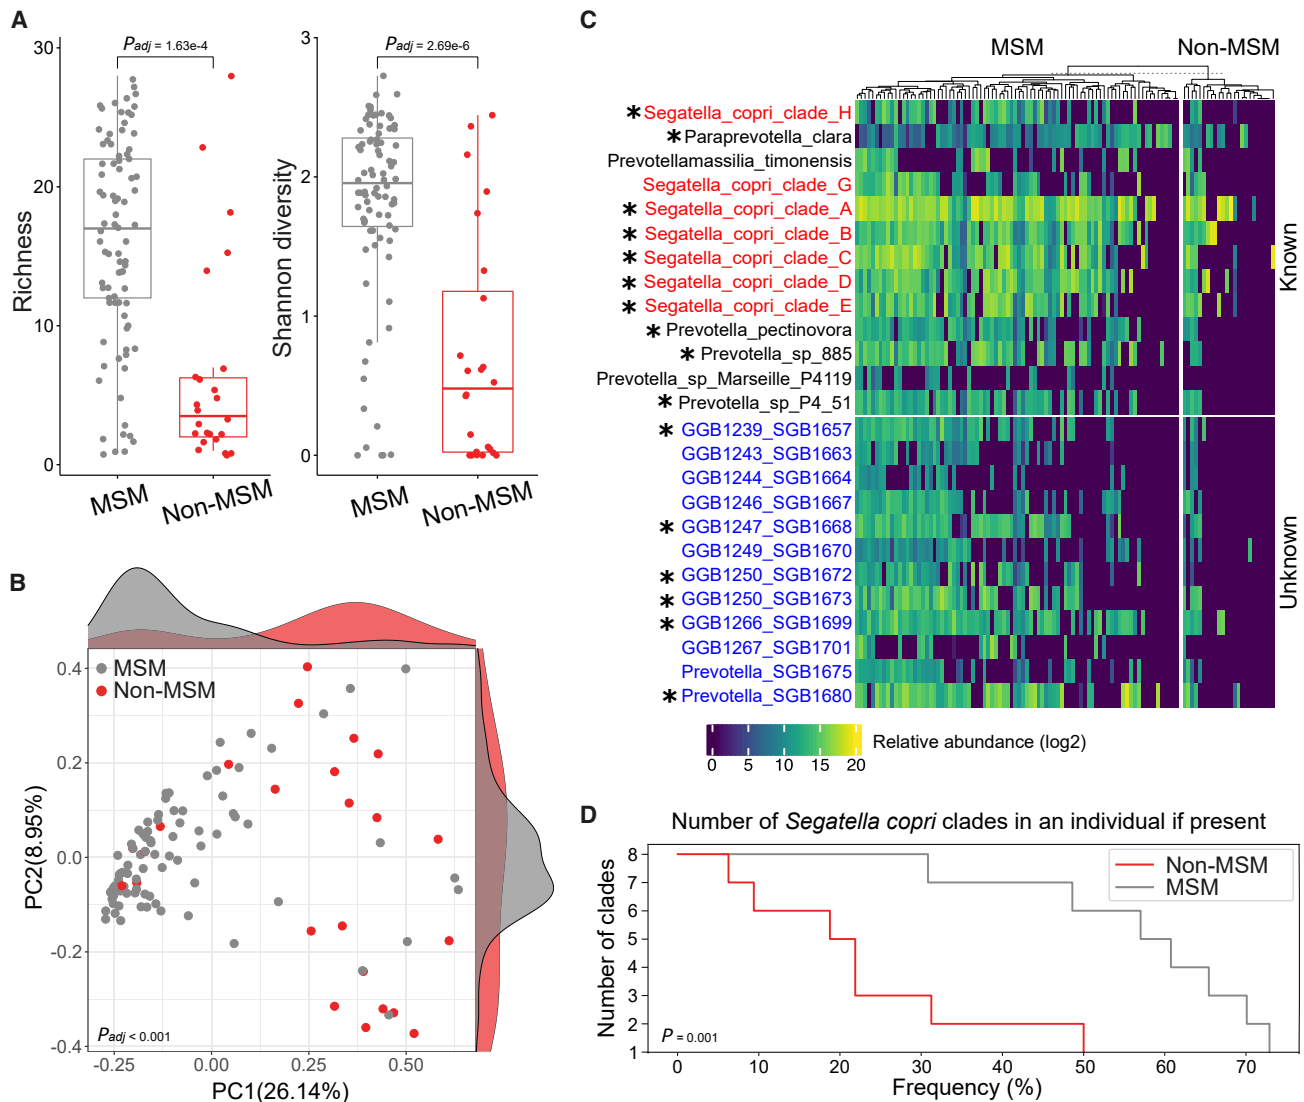 A
Padj = 1.63e-4
Padj = 2.69e-6
30
20
10
0
Richness
MSM
Non-MSM
3
2
1
0
Shannon diversity
MSM
Non-MSM
B
MSM
Non-MSM
0.4
0.2
0.0
-0.2
-0.4
PC2(8.95%)
Padj < 0.001
-0.25
0.00
0.25
0.50
PC1(26.14%)
C
MSM
Non-MSM
*Segatella_copri_clade_H
*Paraprevotella_clara
Prevotellamassilia_timonensis
Segatella_copri_clade_G
* Segatella_copri_clade_A
* Segatella_copri_clade_B
* Segatella_copri_clade_C
* Segatella_copri_clade_D
* Segatella_copri_clade_E
* Prevotella_pectinovora
* Prevotella_sp_885
Prevotella_sp_Marseille_P4119
* Prevotella_sp_P4_51
Known
* GGB1239_SGB1657
GGB1243_SGB1663
GGB1244_SGB1664
GGB1246_SGB1667
* GGB1247_SGB1668
GGB1249_SGB1670
* GGB1250_SGB1672
* GGB1250_SGB1673
* GGB1266_SGB1699
GGB1267_SGB1701
Prevotella_SGB1675
* Prevotella_SGB1680
Unknown
0 5 10 15 20
Relative abundance (log2)
D
Number of Segatella copri clades in an individual if present
8
7
6
5
4
3
2
1
Number of clades
Non-MSM
MSM
P = 0.001
0 10 20 30 40 50 60 70
Frequency (%)